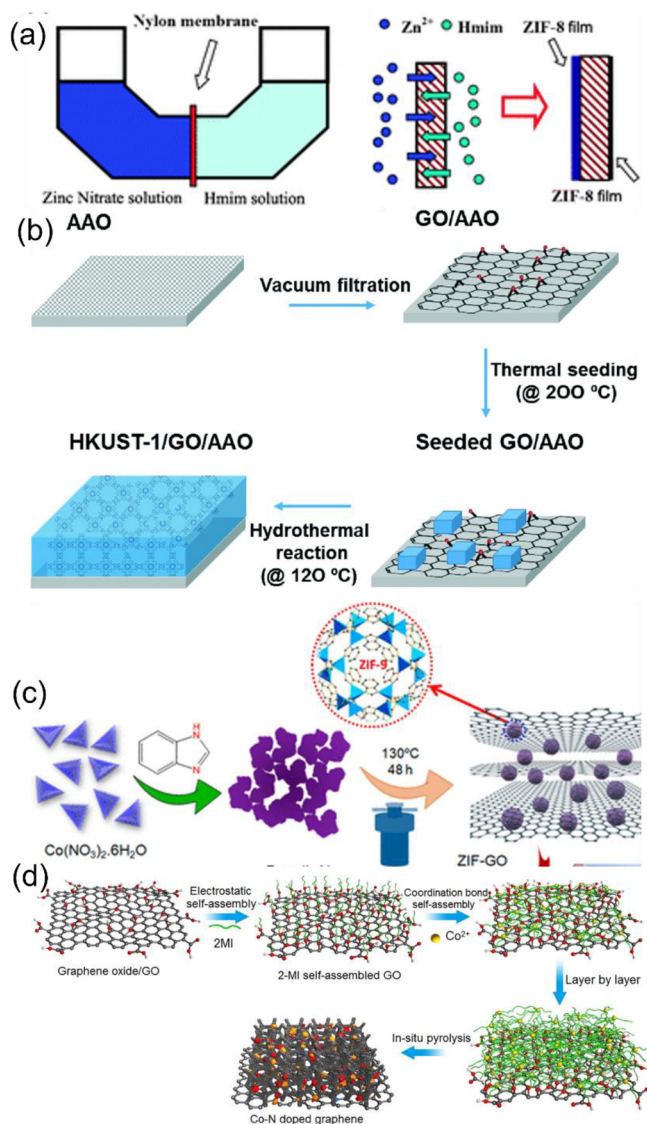 (a)
Nylon membrane
Zn2+ Hmim
ZIF-8 film
Zinc Nitrate solution Hmim solution
ZIF-8 film
(b)
AAO
GO/AAO
Vacuum filtration
Thermal seeding
(@ 2OO ºC)
HKUST-1/GO/AAO
Seeded GO/AAO
Hydrothermal
reaction
(@ 12O ºC)
(c)
ZIF-9
H
N
N
130ºC
48 h
Co(NO3)2.6H2O
ZIF-GO
(d)
Electrostatic
self-assembly
2MI
Coordination bond
self-assembly
Co2+
Graphene oxide/GO
2-MI self-assembled GO
Layer by layer
In-situ pyrolysis
Co-N doped graphene